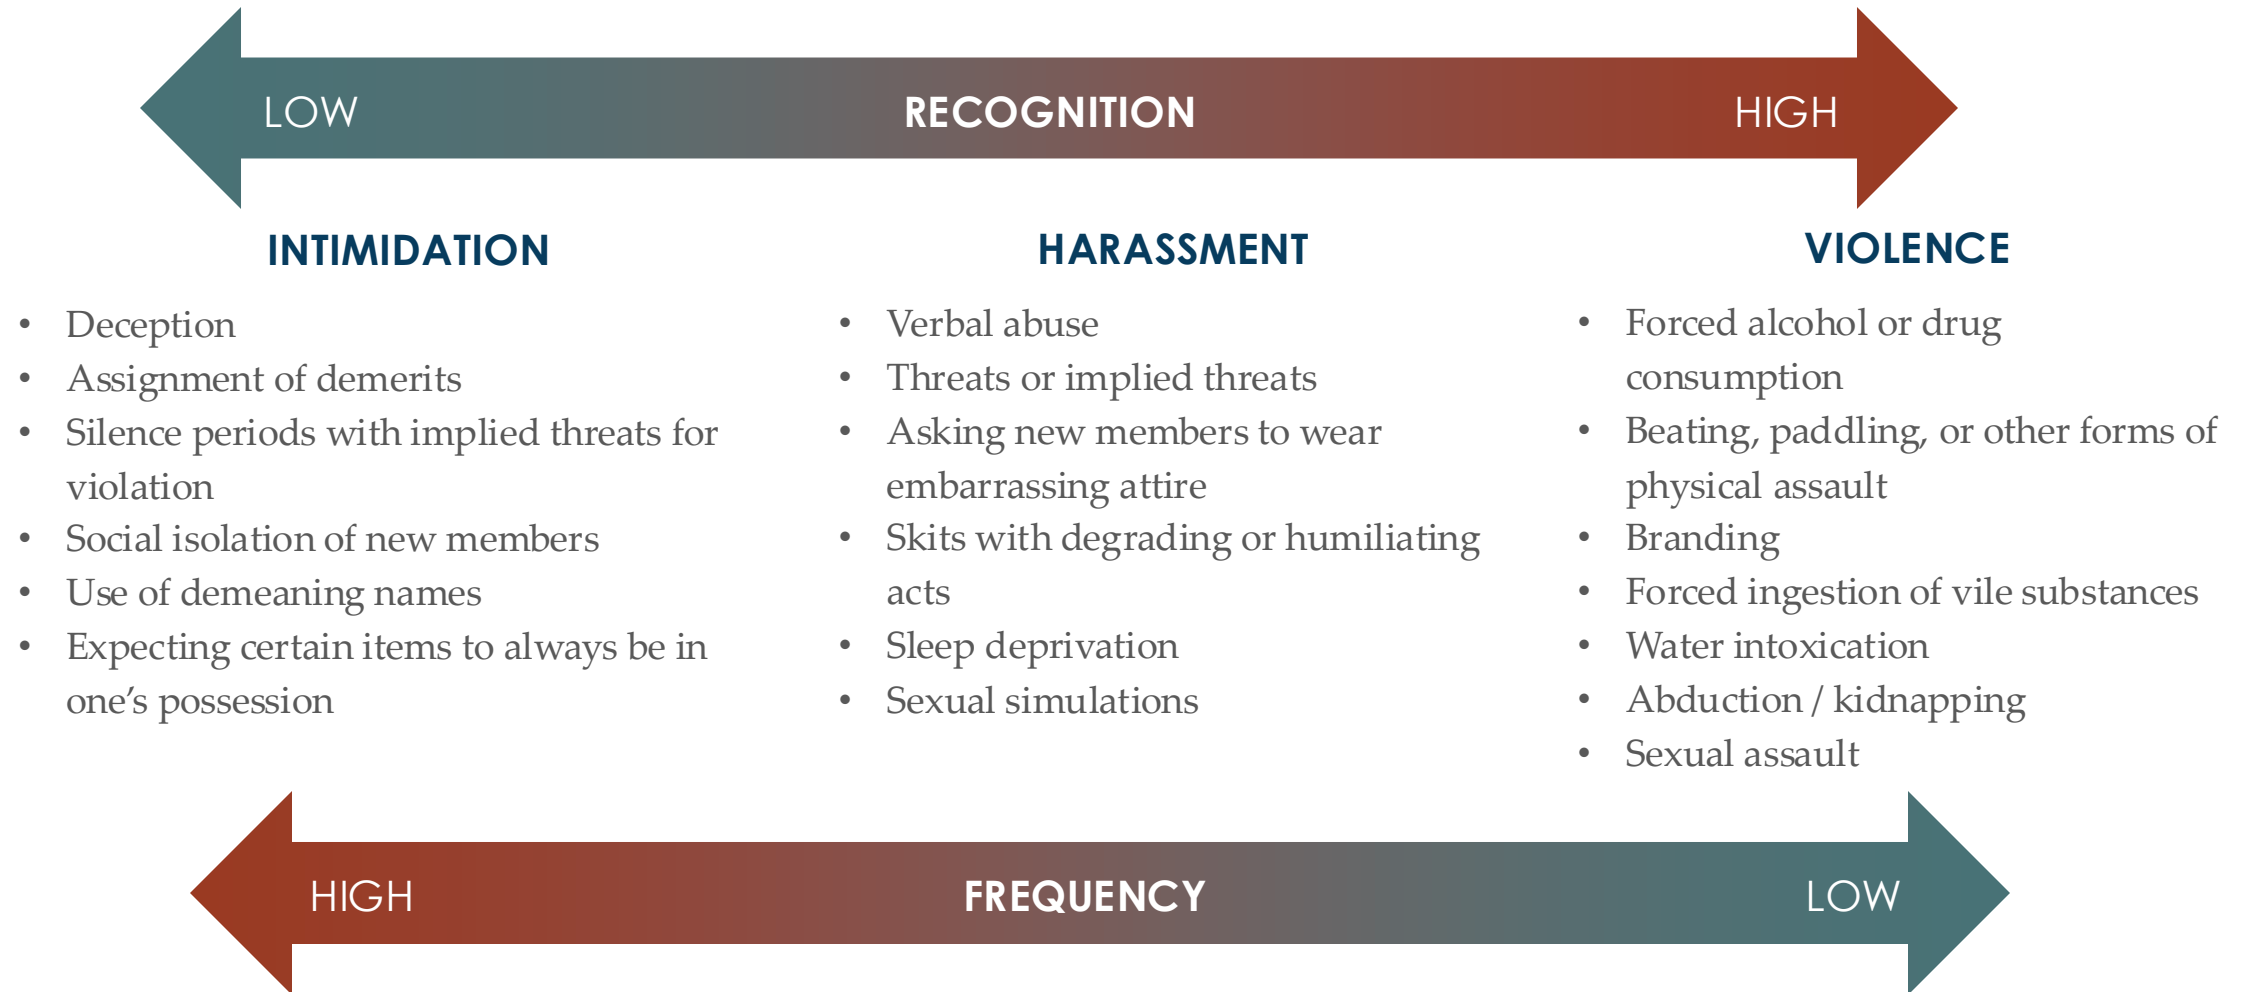 LOW RECOGNITION HIGH
INTIMIDATION
• Deception
• Assignment of demerits
• Silence periods with implied threats for
violation
• Social isolation of new members
• Use of demeaning names
• Expecting certain items to always be in
one’s possession
HARASSMENT
• Verbal abuse
• Threats or implied threats
• Asking new members to wear
embarrassing attire
• Skits with degrading or humiliating
acts
• Sleep deprivation
• Sexual simulations
VIOLENCE
• Forced alcohol or drug
consumption
• Beating, paddling, or other forms of
physical assault
• Branding
• Forced ingestion of vile substances
• Water intoxication
• Abduction / kidnapping
• Sexual assault
HIGH FREQUENCY LOW